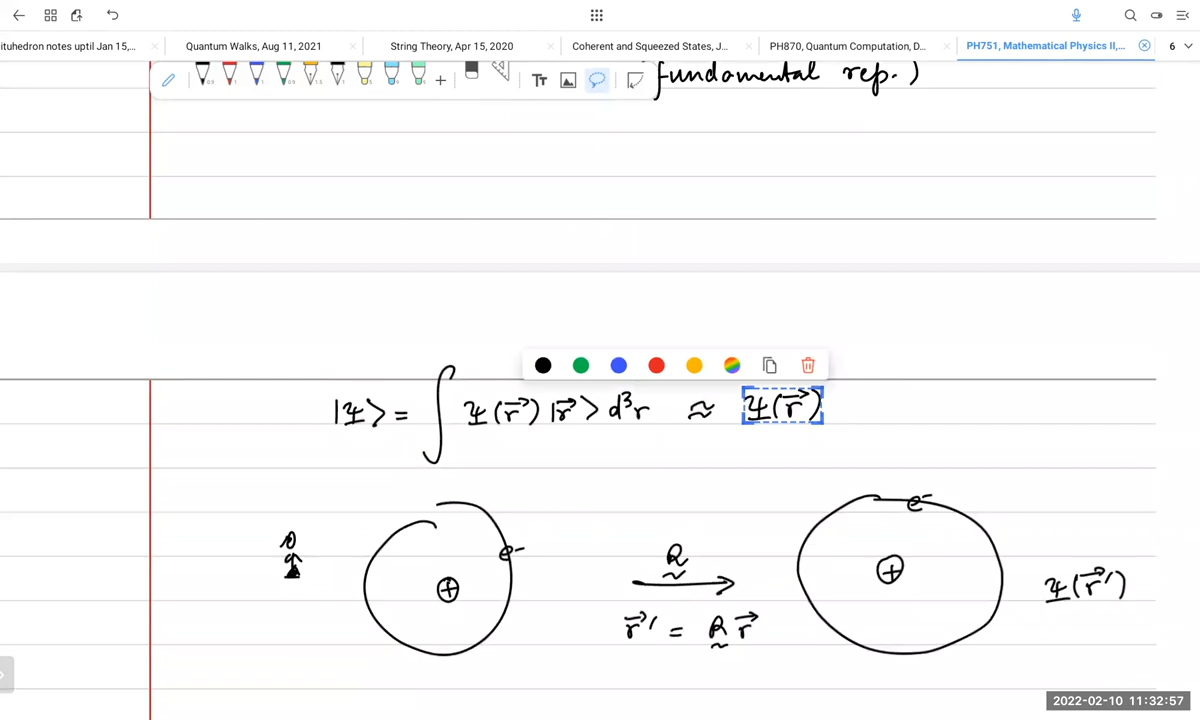 ituhedron notes uptil Jan 15,... Quantum Walks, Aug 11, 2021 String Theory, Apr 15, 2020 Coherent and Squeezed States, J... PH870, Quantum Computation, D... PH751, Mathematical Physics II,... 6
Tт
fundamental rep.)
|Ψ> = ∫ Ψ(r⃗) |r⃗> d³r ≈ Ψ(r⃗)
e⁻
e⁻
+ R + Ψ(r⃗')
r⃗' = R r⃗
2022-02-10 11:32:57